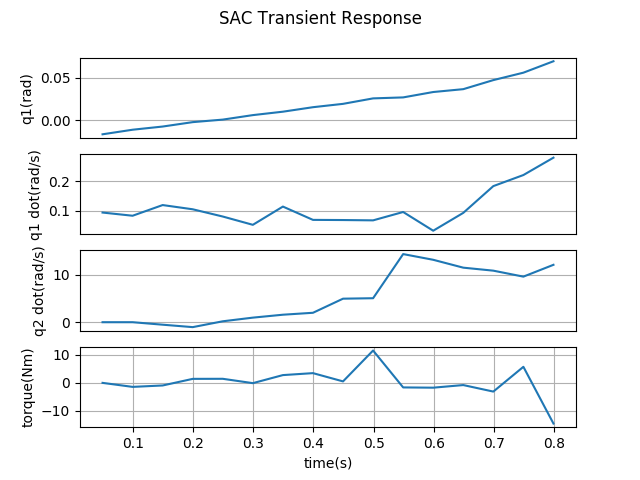 SAC Transient Response
q1(rad)
0.05
0.00
q1 dot(rad/s)
0.2
0.1
q2 dot(rad/s)
10
0
torque(Nm)
10
0
−10
0.1 0.2 0.3 0.4 0.5 0.6 0.7 0.8
time(s)